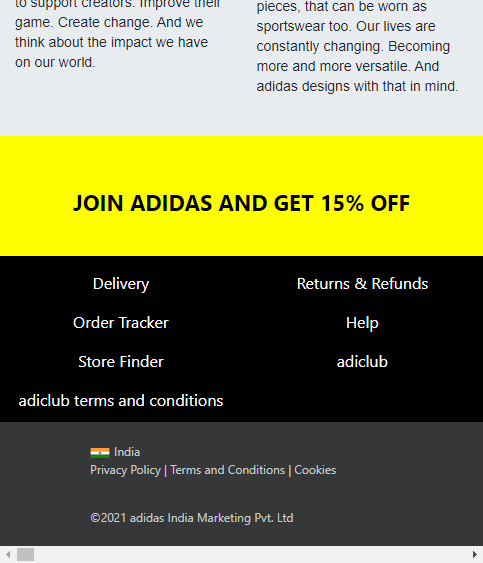 to support creators. Improve their
game. Create change. And we
think about the impact we have
on our world.
pieces, that can be worn as
sportswear too. Our lives are
constantly changing. Becoming
more and more versatile. And
adidas designs with that in mind.
JOIN ADIDAS AND GET 15% OFF
Delivery
Returns & Refunds
Order Tracker
Help
Store Finder
adiclub
adiclub terms and conditions
India
Privacy Policy | Terms and Conditions | Cookies
©2021 adidas India Marketing Pvt. Ltd